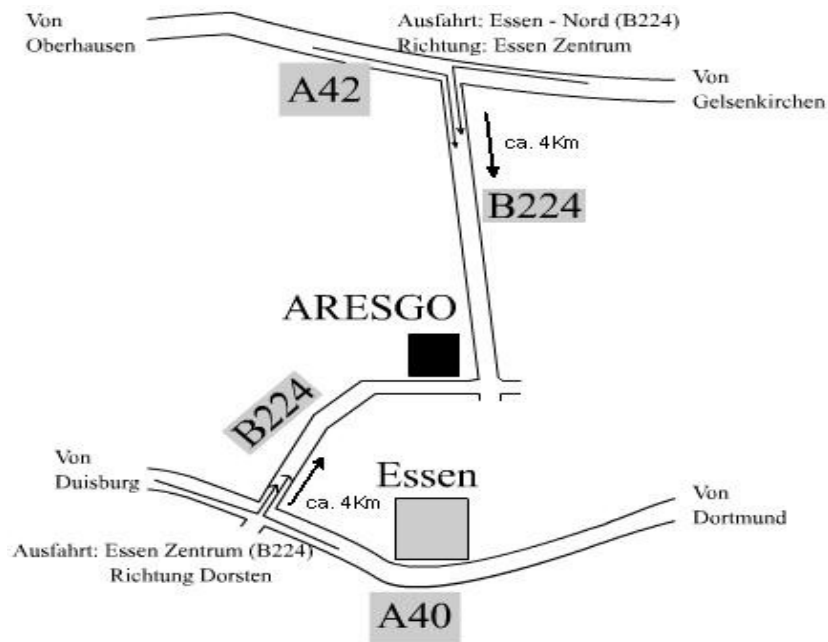 Von
Oberhausen
Ausfahrt: Essen - Nord (B224)
Richtung: Essen Zentrum
A42
Von
Gelsenkirchen
ca. 4Km
B224
ARESGO
B224
Von
Duisburg
Essen
ca. 4Km
Von
Dortmund
Ausfahrt: Essen Zentrum (B224)
Richtung Dorsten
A40